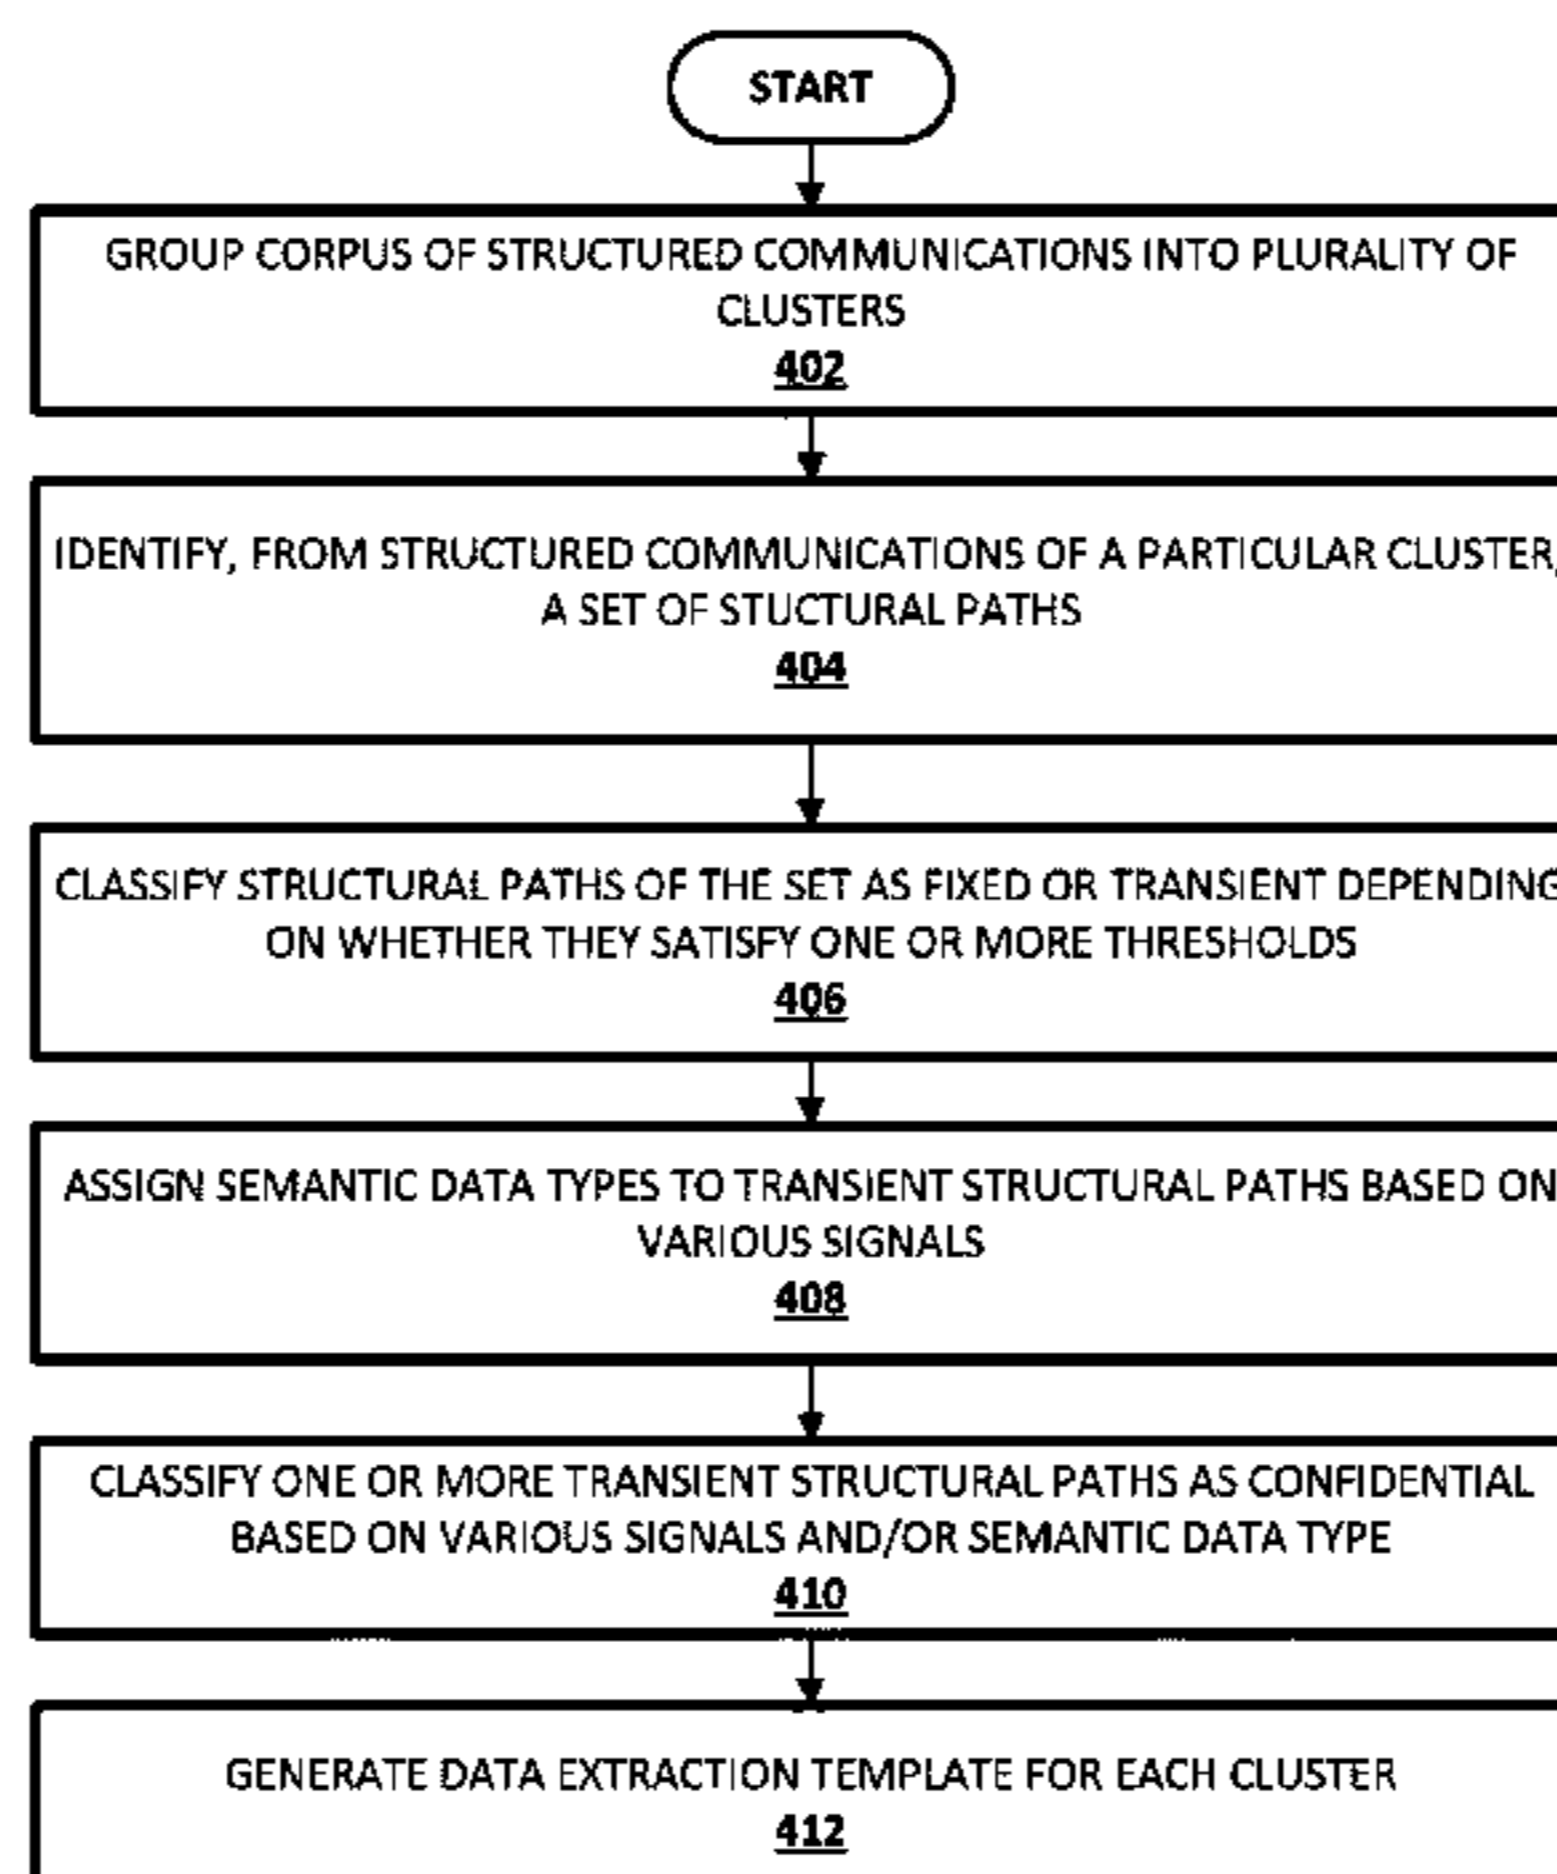 START
GROUP CORPUS OF STRUCTURED COMMUNICATIONS INTO PLURALITY OF
CLUSTERS
402
IDENTIFY, FROM STRUCTURED COMMUNICATIONS OF A PARTICULAR CLUSTER,
A SET OF STUCTURAL PATHS
404
CLASSIFY STRUCTURAL PATHS OF THE SET AS FIXED OR TRANSIENT DEPENDING
ON WHETHER THEY SATISFY ONE OR MORE THRESHOLDS
406
ASSIGN SEMANTIC DATA TYPES TO TRANSIENT STRUCTURAL PATHS BASED ON
VARIOUS SIGNALS
408
CLASSIFY ONE OR MORE TRANSIENT STRUCTURAL PATHS AS CONFIDENTIAL
BASED ON VARIOUS SIGNALS AND/OR SEMANTIC DATA TYPE
410
GENERATE DATA EXTRACTION TEMPLATE FOR EACH CLUSTER
412